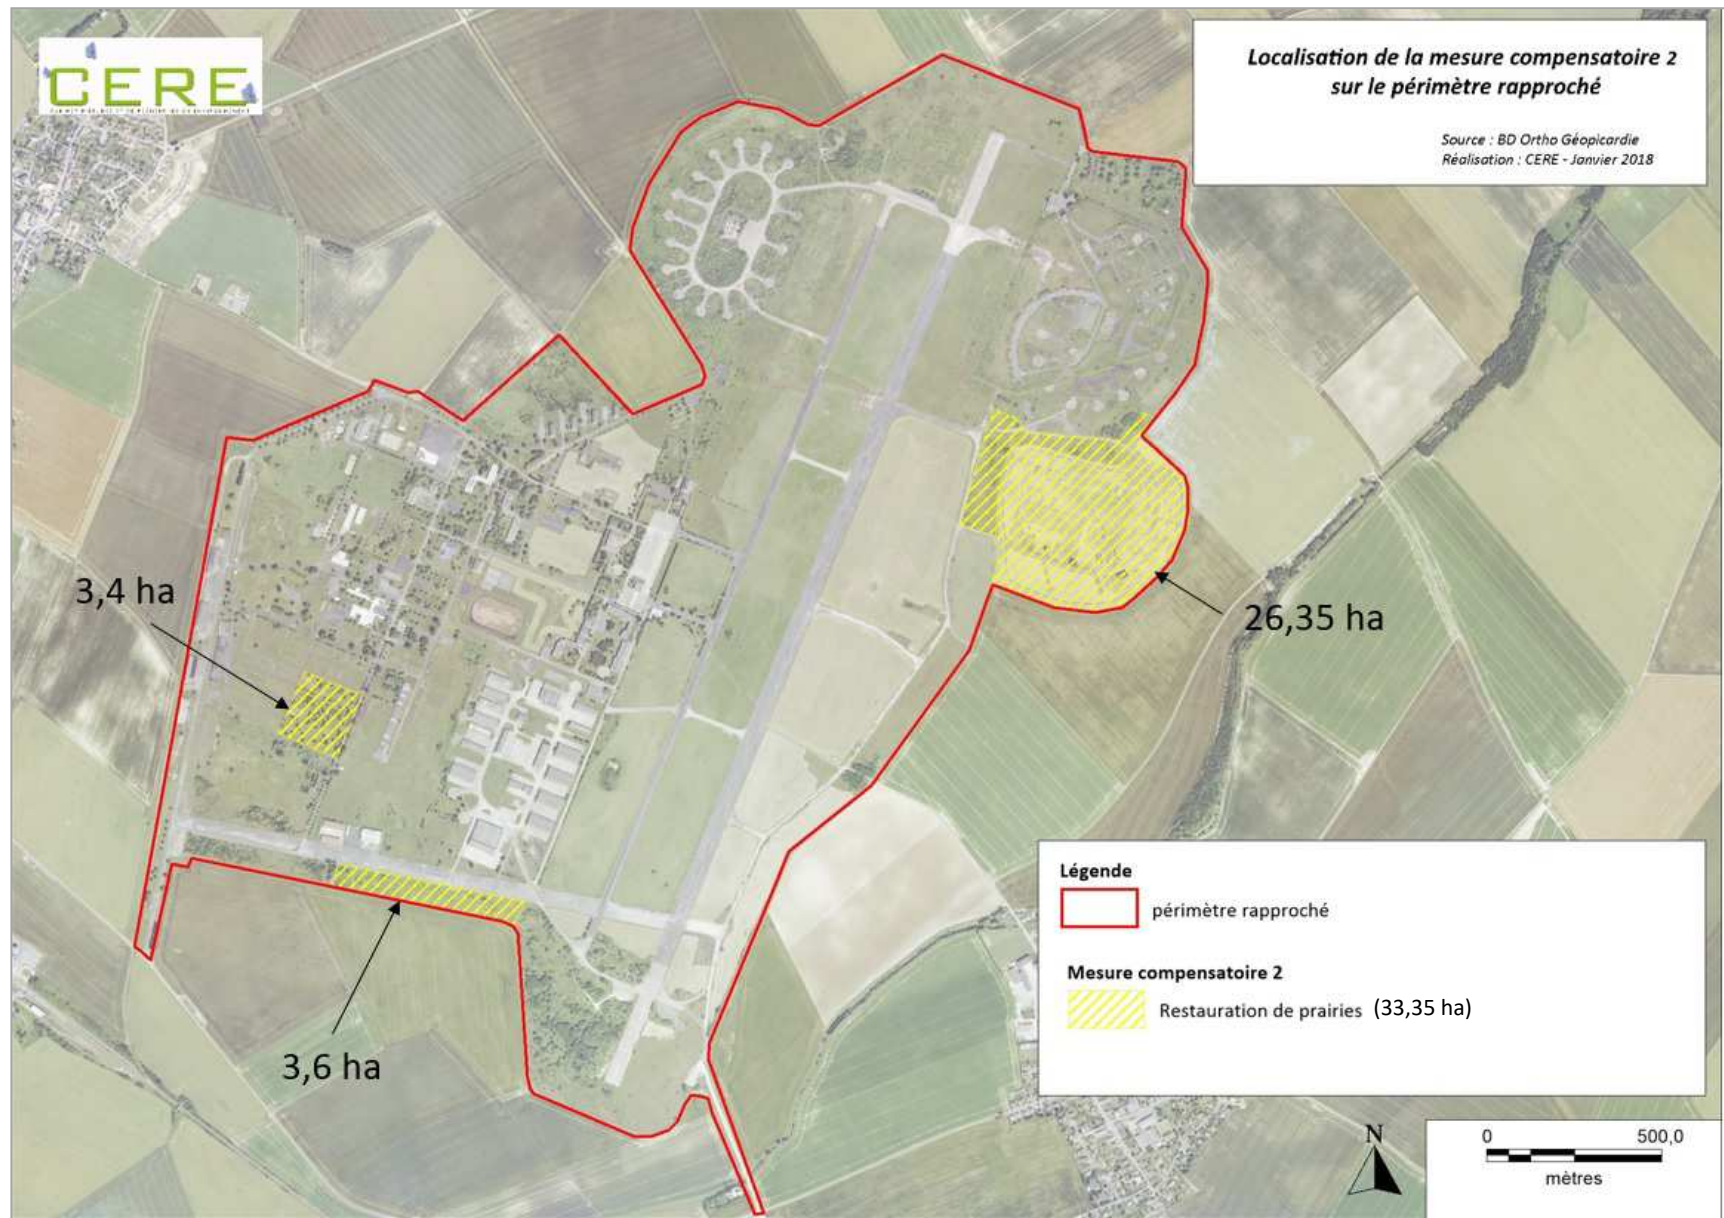 CERE
Localisation de la mesure compensatoire 2
sur le périmètre rapproché
Source : BD Ortho Géopicardie
Réalisation : CERE - Janvier 2018
3,4 ha
26,35 ha
3,6 ha
Légende
périmètre rapproché
Mesure compensatoire 2
Restauration de prairies (33,35 ha)
N
0 500,0
mètres